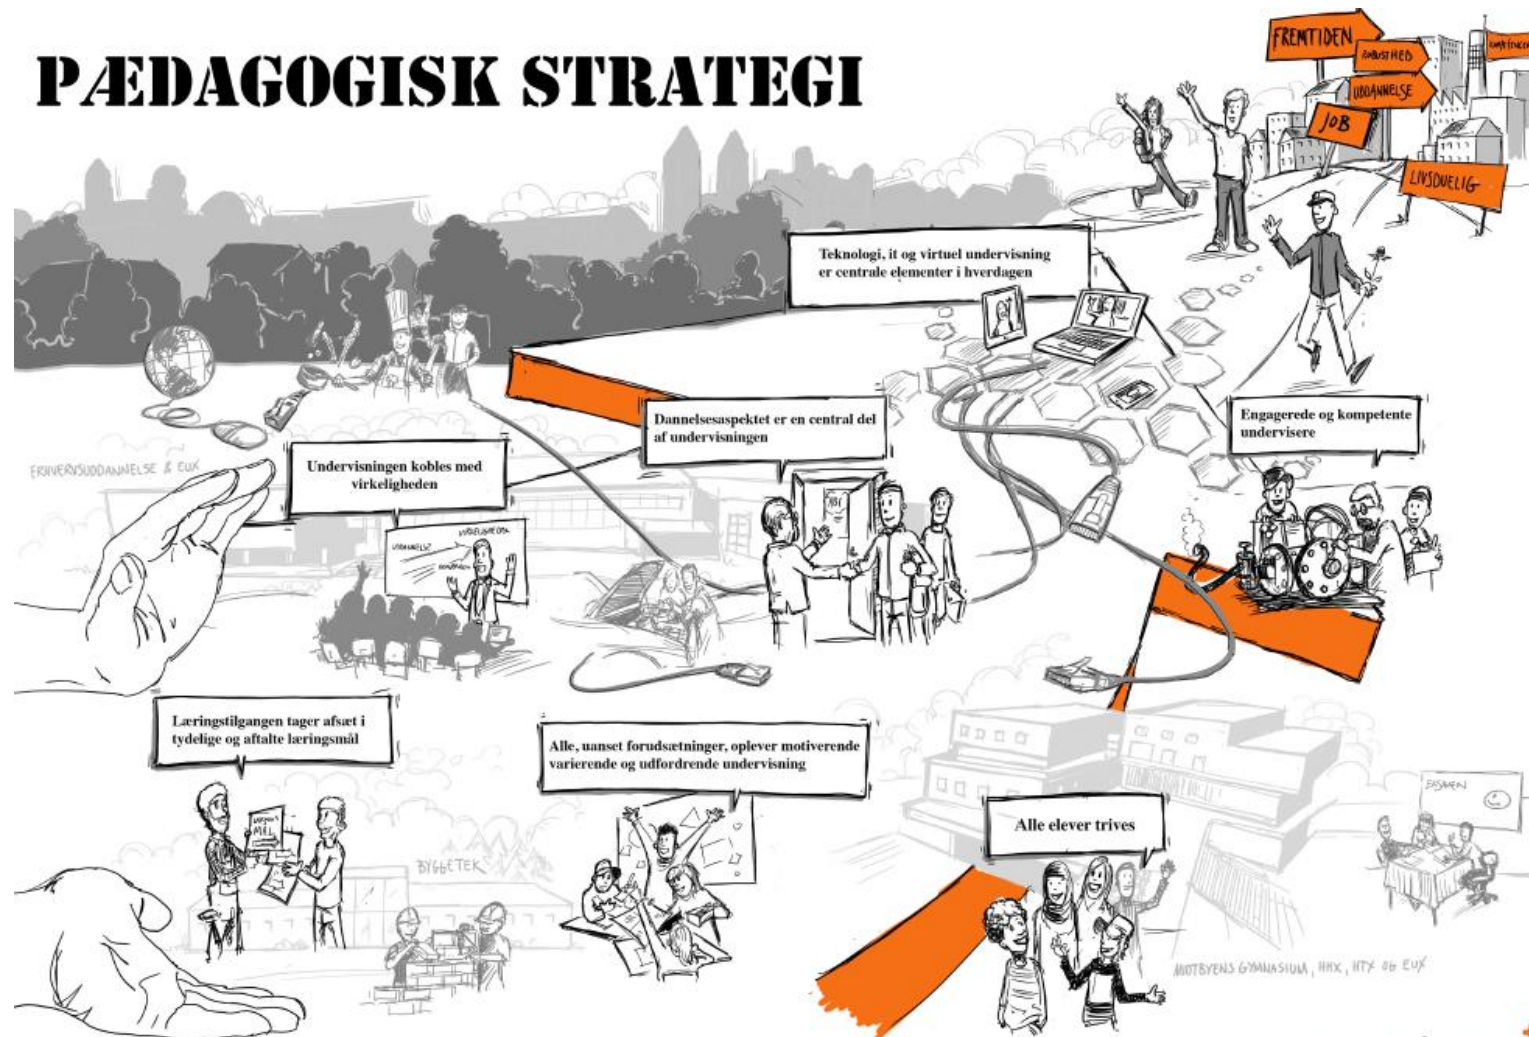 PÆDAGOGISK STRATEGI
FREMTIDEN
ROBUSTHED
UDDANNELSE
JOB
LIVSDUELIG
Teknologi, it og virtuel undervisning
er centrale elementer i hverdagen
Dannelsesaspektet er en central del
af undervisningen
Engagerede og kompetente
undervisere
ERHVERVSUDDANNELSE & EUX
Undervisningen kobles med
virkeligheden
VIRKELIGHEDEN
UDDANNELSE
Læringstilgangen tager afsæt i
tydelige og aftalte læringsmål
MÅL
Alle, uanset forudsætninger, oplever motiverende
varierende og udfordrende undervisning
Alle elever trives
EKSAMEN
BYGGETEK
MIDTBYENS GYMNASIUM, HHX, HTX OG EUX